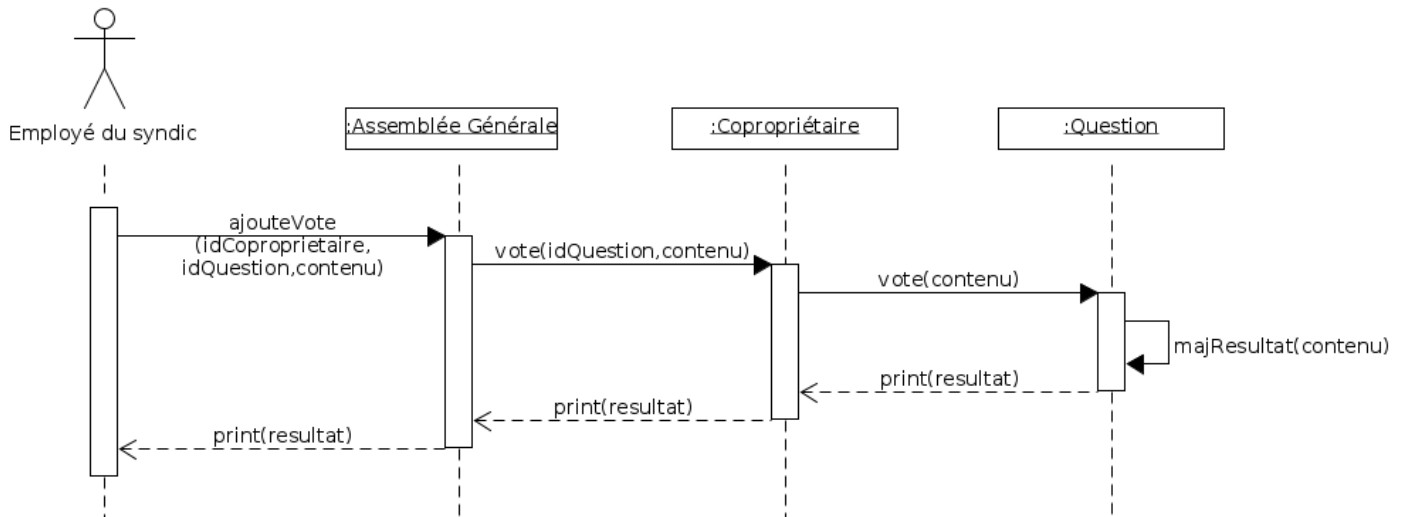 Employé du syndic
:Assemblée Générale
:Copropriétaire
:Question
ajouteVote
(idCoproprietaire,
idQuestion,contenu)
vote(idQuestion,contenu)
vote(contenu)
majResultat(contenu)
print(resultat)
print(resultat)
print(resultat)